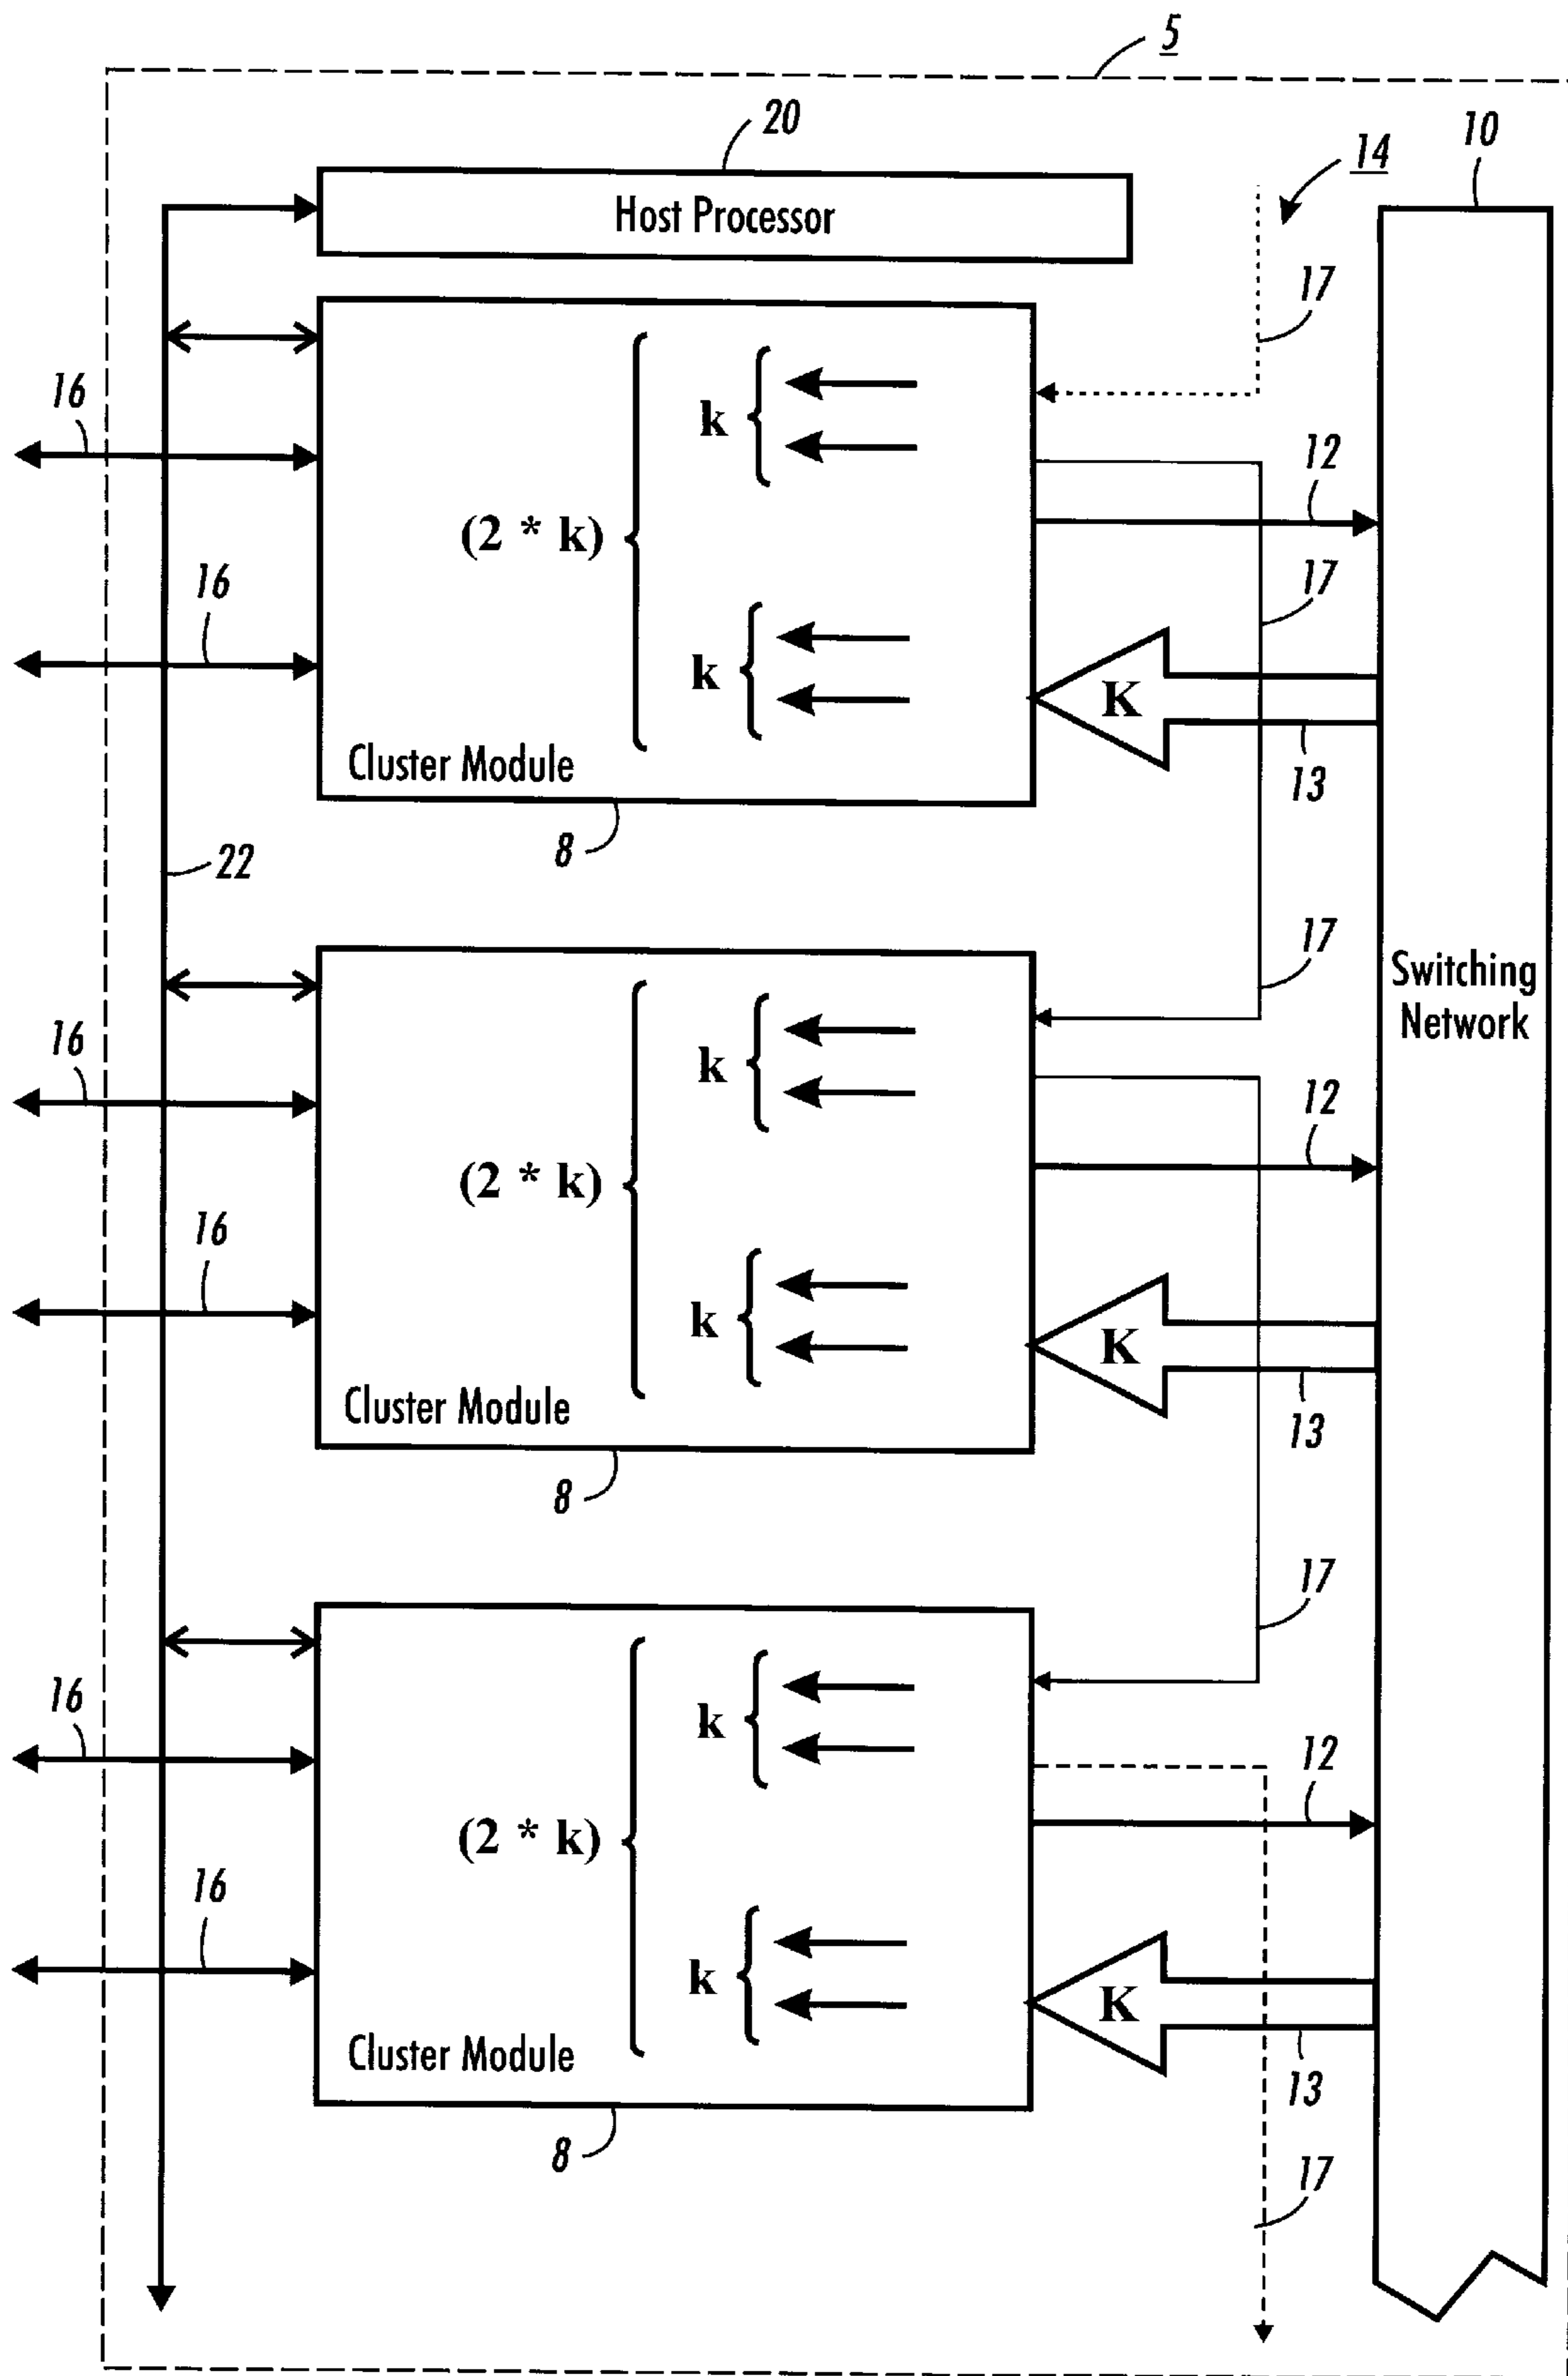 5
20
10
14
Host Processor
17
16
k
12
(2 * k)
17
16
k
K
Cluster Module
13
8
22
17
Switching
Network
16
k
12
(2 * k)
16
k
K
Cluster Module
13
8
17
16
k
12
(2 * k)
16
k
K
Cluster Module
13
8
17